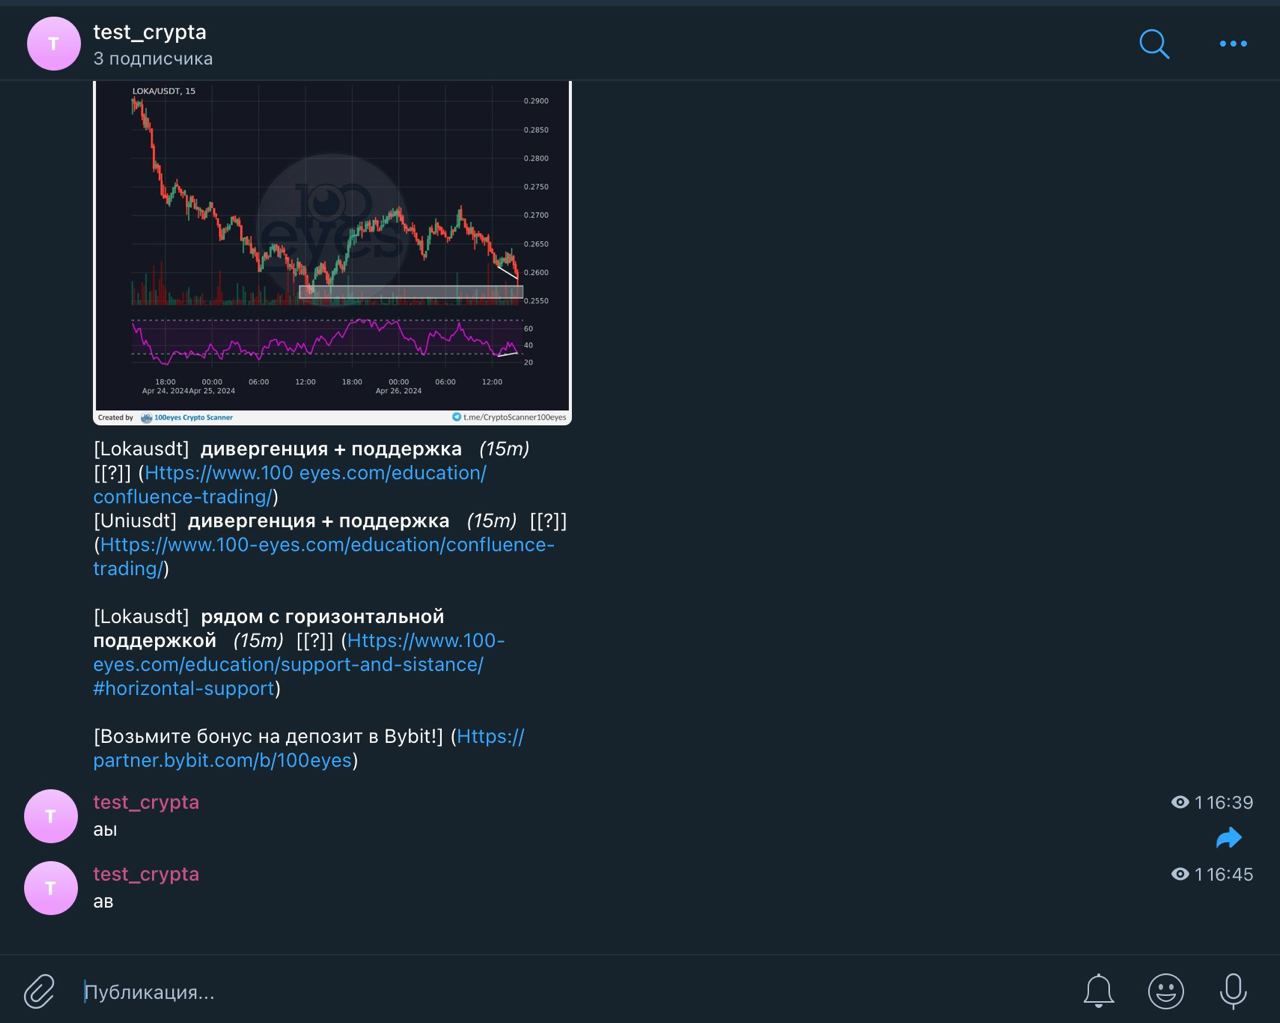 T
test_crypta
3 подписчика
LOKA/USDT, 15
0.2900
0.2850
0.2800
0.2750
0.2700
0.2650
0.2600
0.2550
100
eyes
60
40
20
18:00 00:00 06:00 12:00 18:00 00:00 06:00 12:00
Apr 24, 2024 Apr 25, 2024 Apr 26, 2024
Created by 100eyes Crypto Scanner t.me/CryptoScanner100eyes
[Lokausdt] дивергенция + поддержка (15m)
[[?]] (Https://www.100 eyes.com/education/
confluence-trading/)
[Uniusdt] дивергенция + поддержка (15m) [[?]]
(Https://www.100-eyes.com/education/confluence-
trading/)
[Lokausdt] рядом с горизонтальной
поддержкой (15m) [[?]] (Https://www.100-
eyes.com/education/support-and-sistance/
#horizontal-support)
[Возьмите бонус на депозит в Bybit!] (Https://
partner.bybit.com/b/100eyes)
T
test_crypta
1 16:39
аы
T
test_crypta
1 16:45
ав
Публикация...